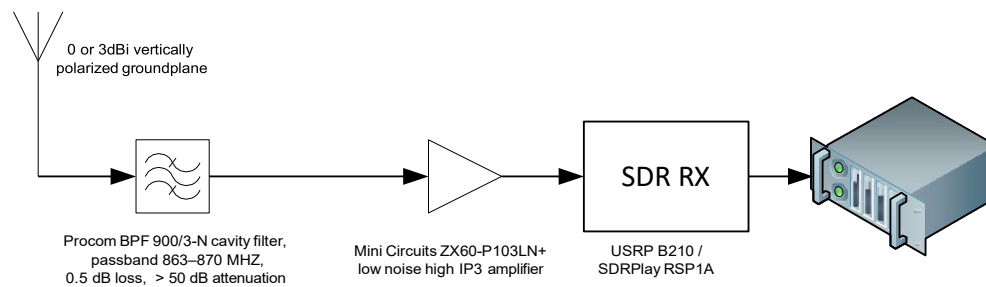 0 or 3dBi vertically
polarized groundplane
SDR RX
Procom BPF 900/3-N cavity filter,
passband 863–870 MHZ,
0.5 dB loss, > 50 dB attenuation
Mini Circuits ZX60-P103LN+
low noise high IP3 amplifier
USRP B210 /
SDRPlay RSP1A